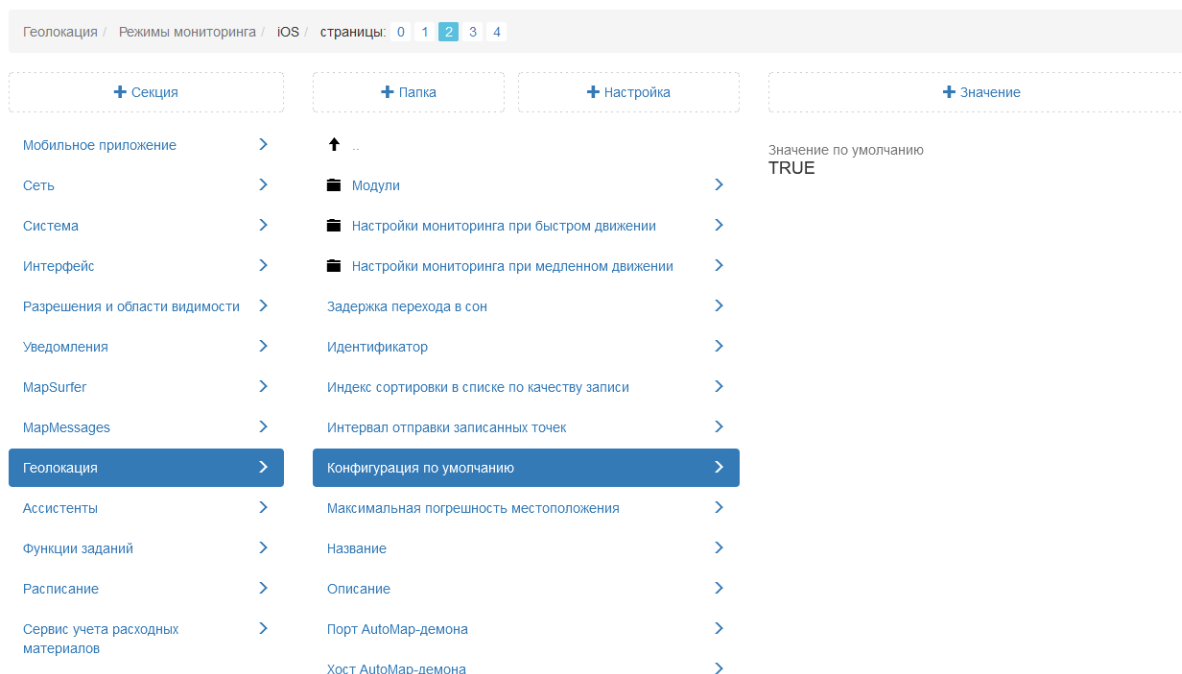 Геолокация / Режимы мониторинга / iOS / страницы: 0 1 2 3 4
+ Секция
+ Папка
+ Настройка
+ Значение
Мобильное приложение
Сеть
Система
Интерфейс
Разрешения и области видимости
Уведомления
MapSurfer
MapMessages
Геолокация
Ассистенты
Функции заданий
Расписание
Сервис учета расходных
материалов
..
Модули
Настройки мониторинга при быстром движении
Настройки мониторинга при медленном движении
Задержка перехода в сон
Идентификатор
Индекс сортировки в списке по качеству записи
Интервал отправки записанных точек
Конфигурация по умолчанию
Максимальная погрешность местоположения
Название
Описание
Порт AutoMap-демона
Хост AutoMap-демона
Значение по умолчанию
TRUE